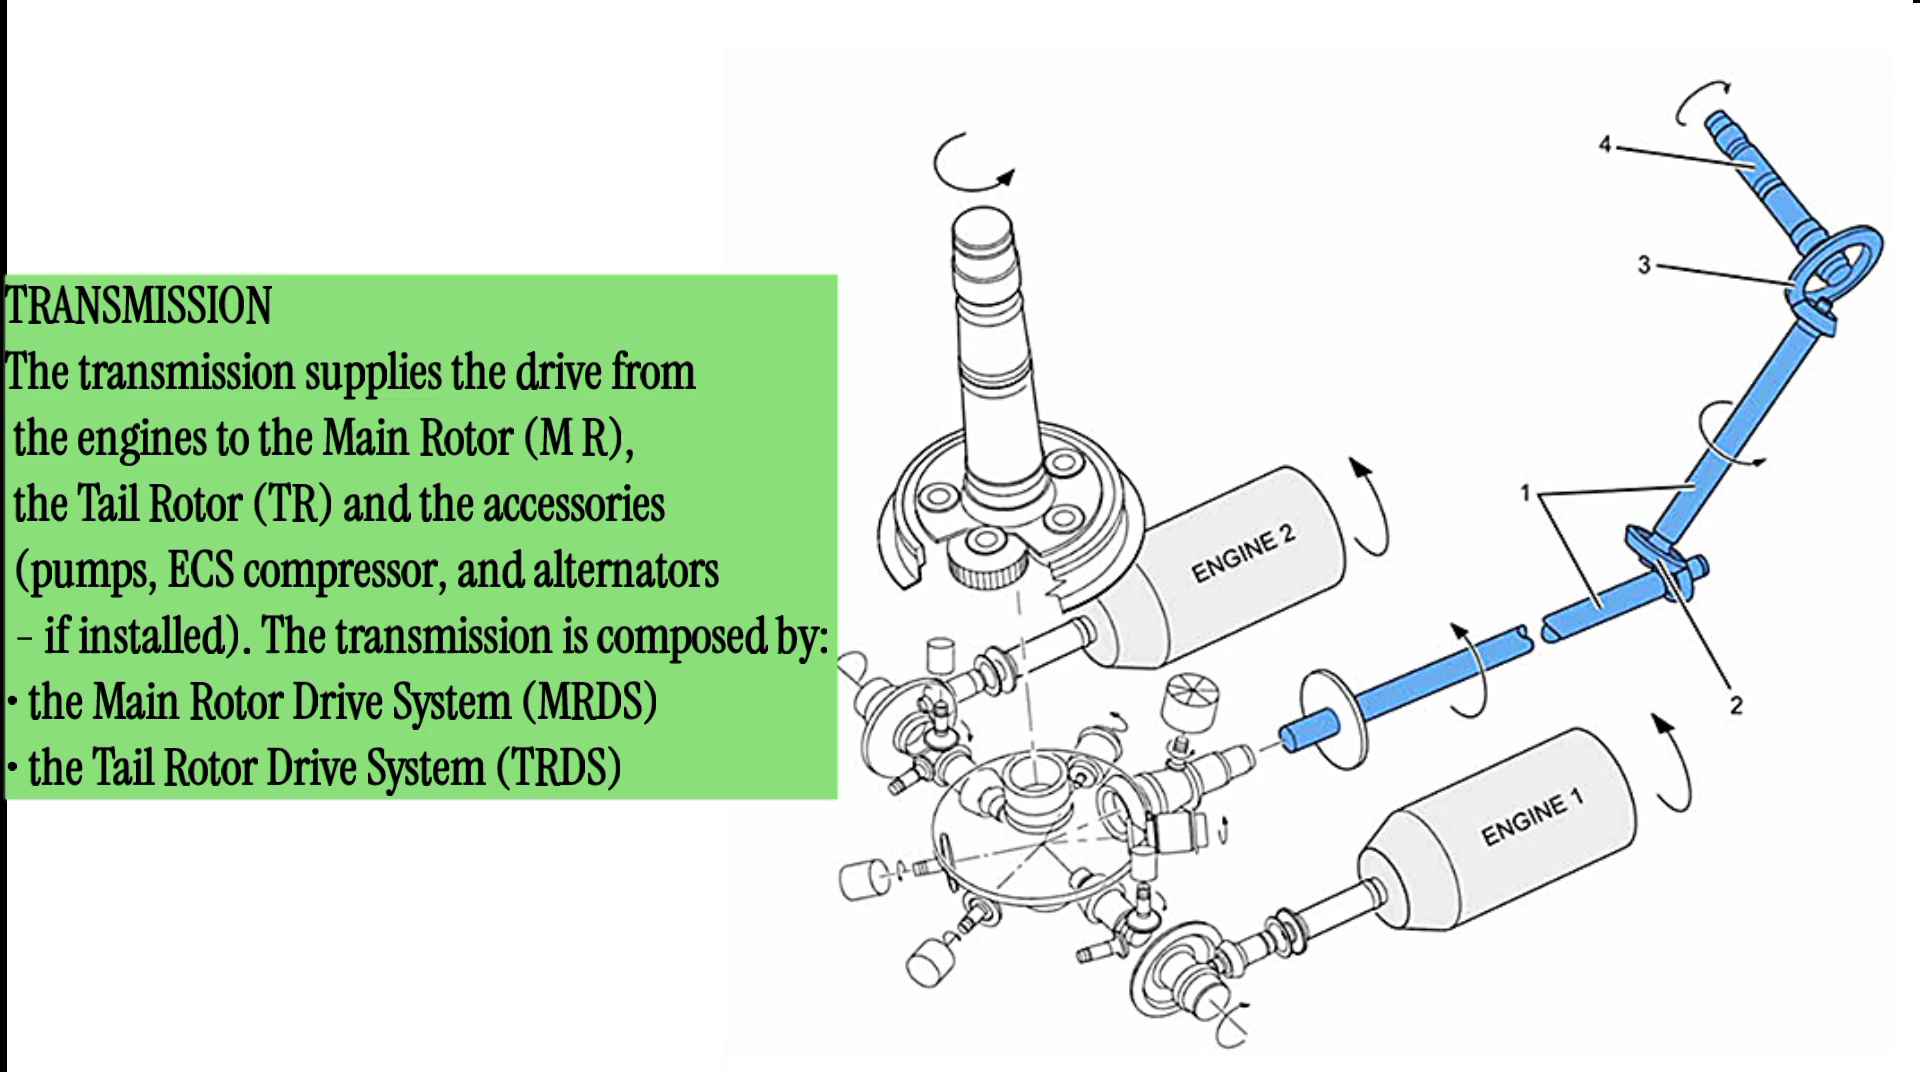 TRANSMISSION
The transmission supplies the drive from
the engines to the Main Rotor (M R),
the Tail Rotor (TR) and the accessories
(pumps, ECS compressor, and alternators
– if installed). The transmission is composed by:
• the Main Rotor Drive System (MRDS)
• the Tail Rotor Drive System (TRDS)
4
3
1
ENGINE 2
2
ENGINE 1